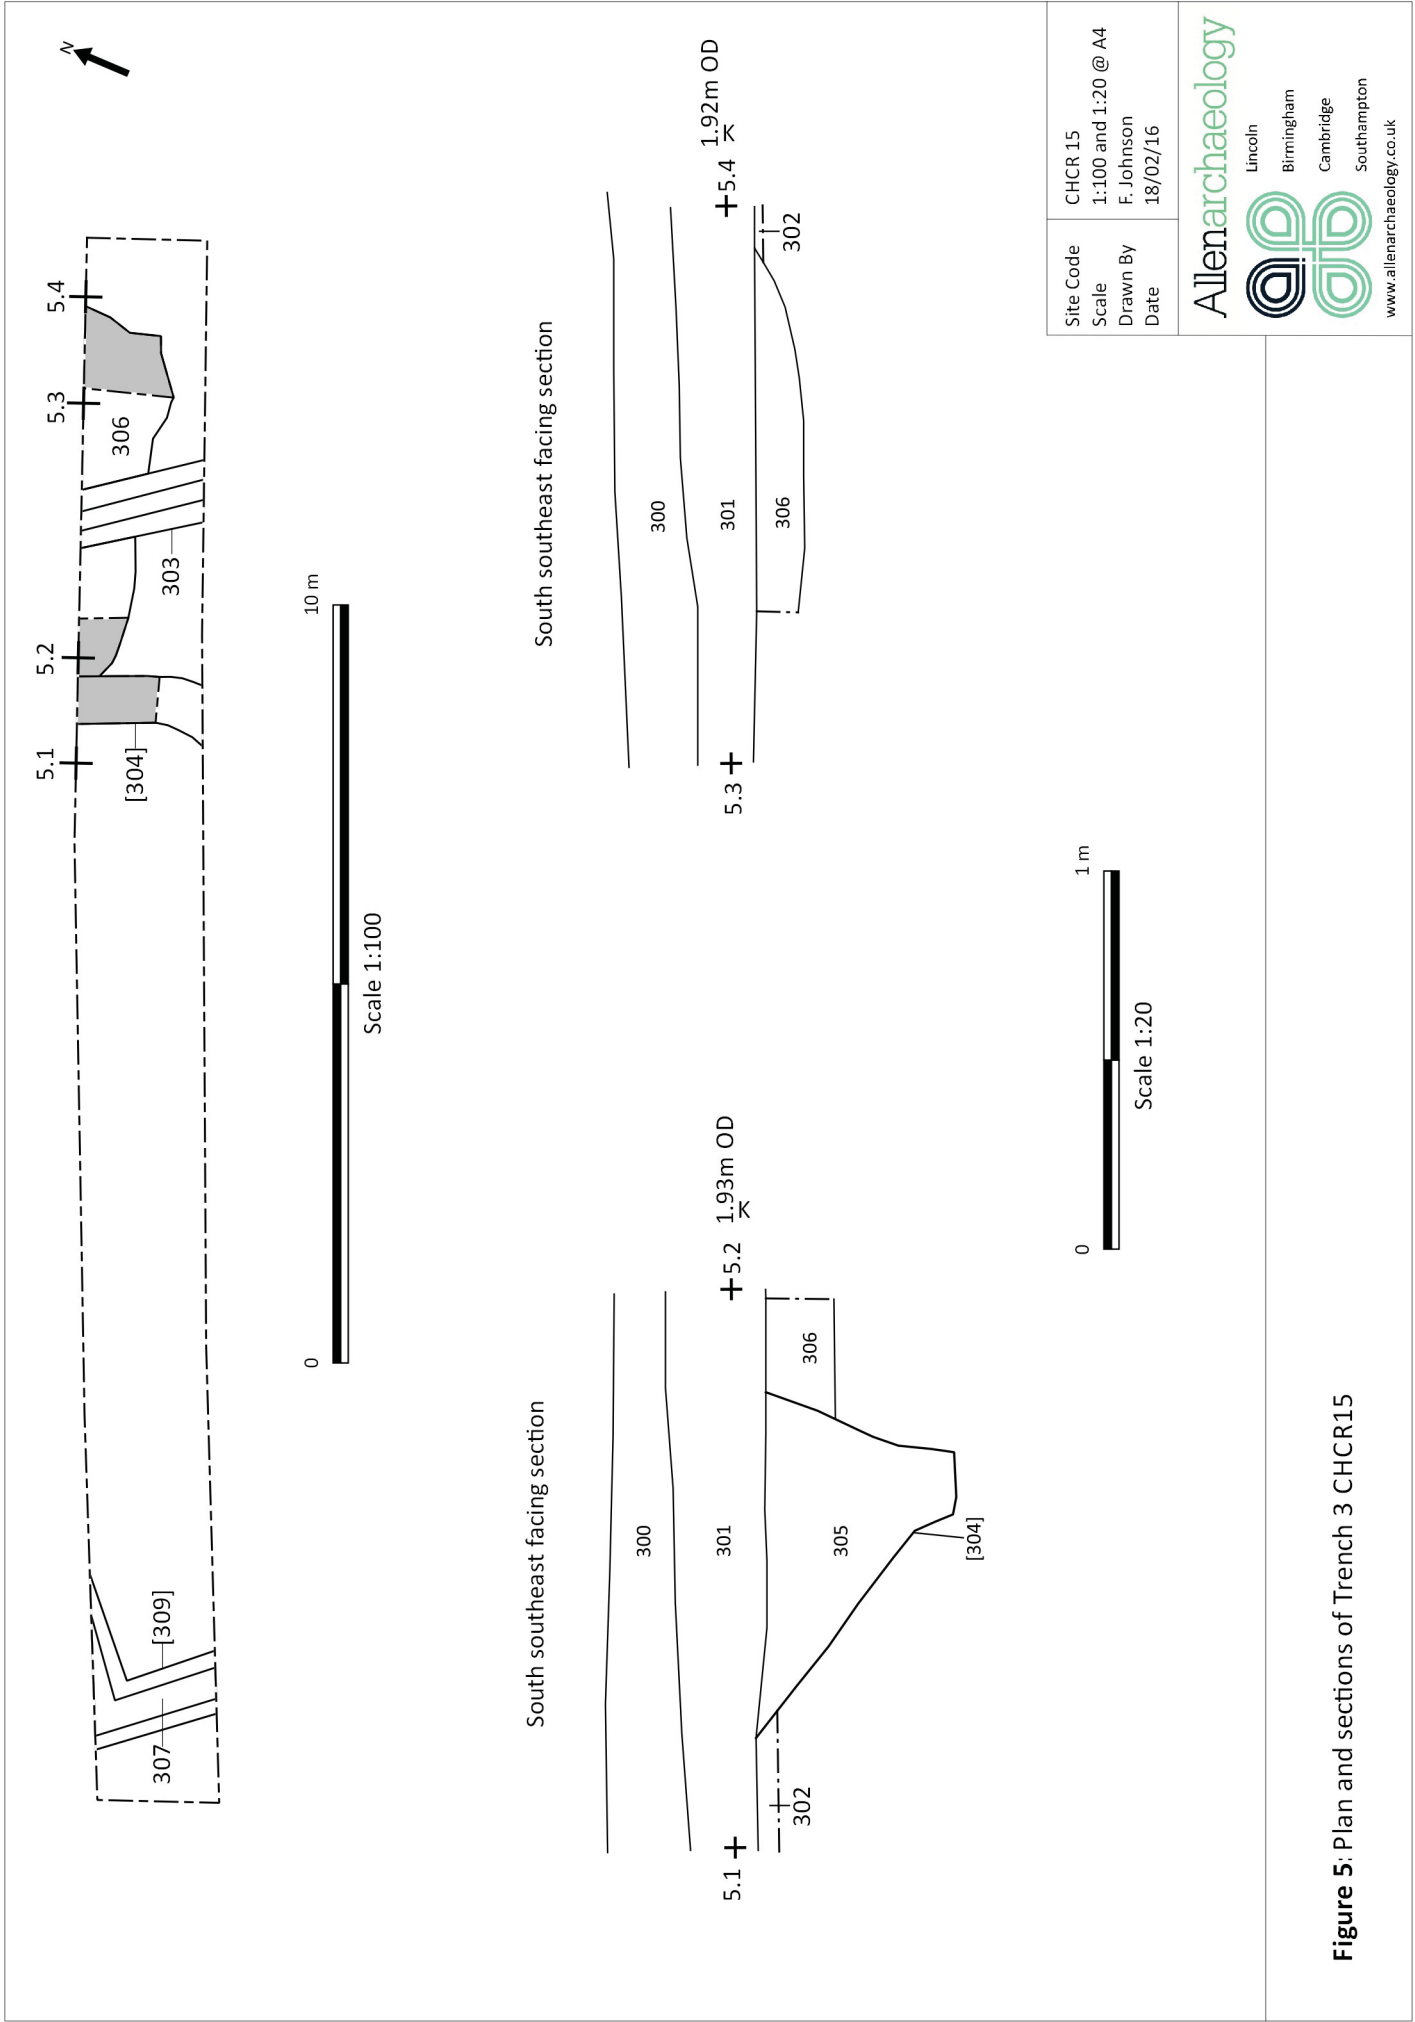 N
5.1
5.2
5.3
5.4
307
[309]
[304]
303
306
0
10 m
Scale 1:100
South southeast facing section
300
301
305
306
302
[304]
5.1
5.2
1.93m OD
South southeast facing section
300
301
306
302
5.3
5.4
1.92m OD
0
1 m
Scale 1:20
Site Code CHCR 15
Scale 1:100 and 1:20 @ A4
Drawn By F. Johnson
Date 18/02/16
Allenarchaeology
Lincoln
Birmingham
Cambridge
Southampton
www.allenarchaeology.co.uk
Figure 5: Plan and sections of Trench 3 CHCR15